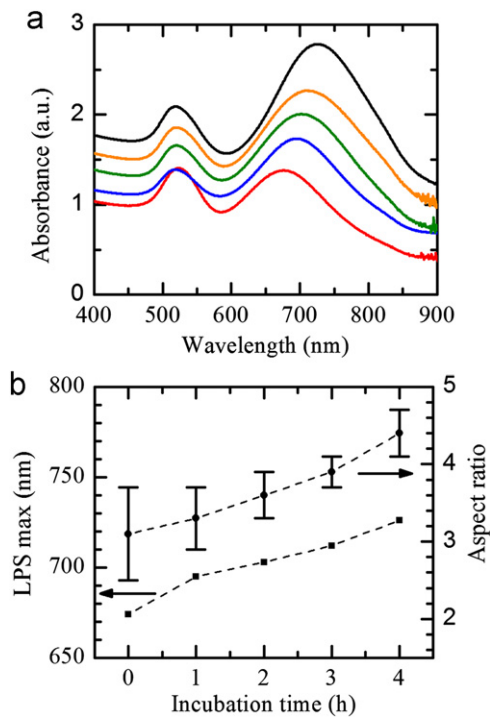 a
Absorbance (a.u.)
3
2
1
0
400 500 600 700 800 900
Wavelength (nm)
b
LPS max (nm)
800
750
700
650
5
4
3
2
Aspect ratio
0 1 2 3 4
Incubation time (h)